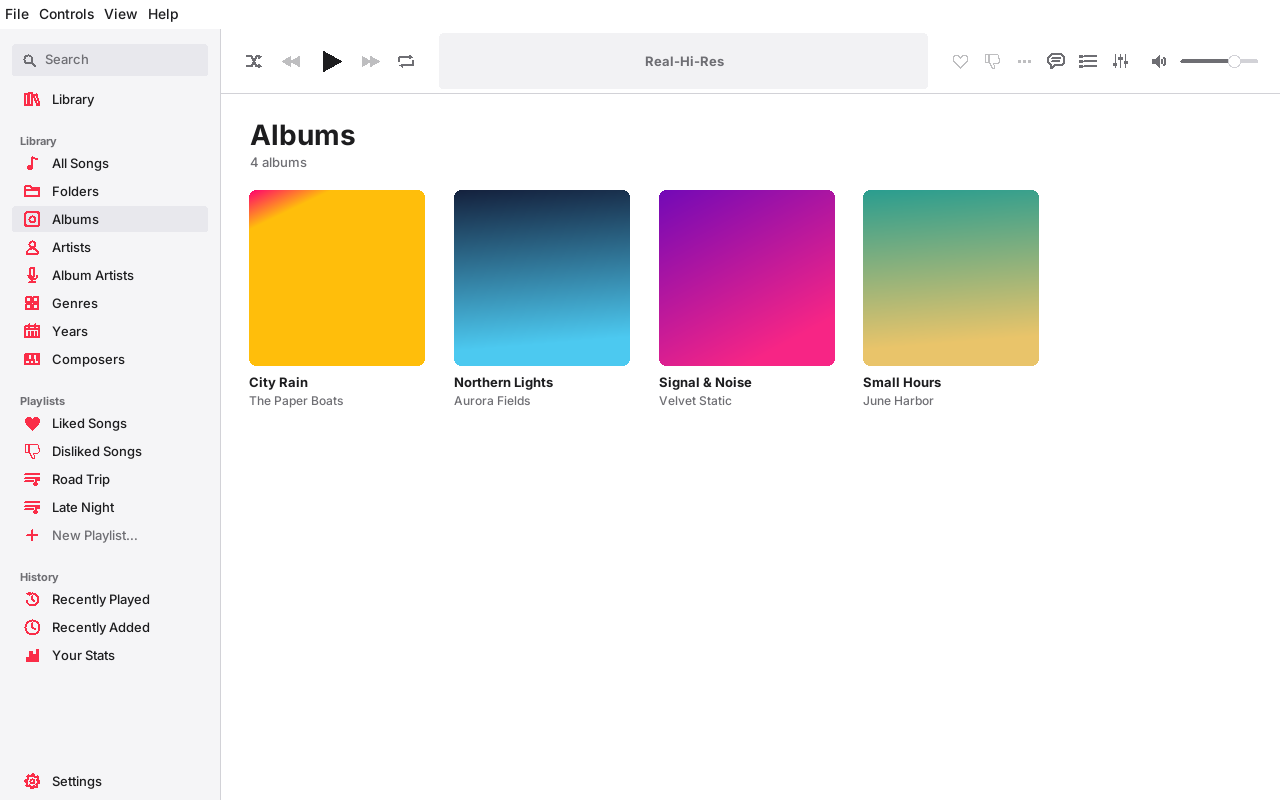 File Controls View Help
Search
Library
Library
All Songs
Folders
Albums
Artists
Album Artists
Genres
Years
Composers
Playlists
Liked Songs
Disliked Songs
Road Trip
Late Night
New Playlist...
History
Recently Played
Recently Added
Your Stats
Settings
Real-Hi-Res
Albums
4 albums
City Rain
The Paper Boats
Northern Lights
Aurora Fields
Signal & Noise
Velvet Static
Small Hours
June Harbor